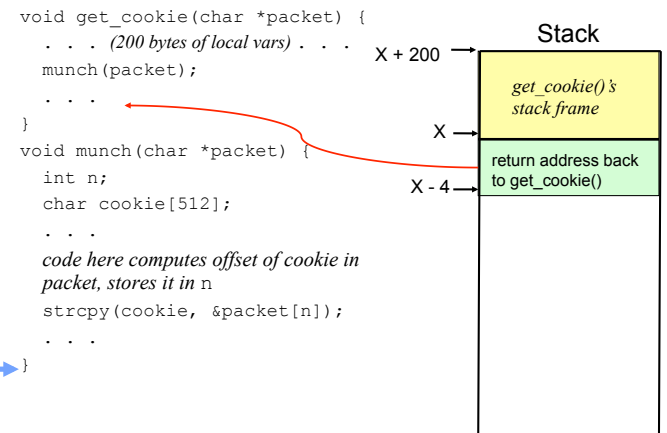 void get_cookie(char *packet) {
. . . (200 bytes of local vars) . . .
munch(packet);
. . .
}
void munch(char *packet) {
int n;
char cookie[512];
. . .
code here computes offset of cookie in
packet, stores it in n
strcpy(cookie, &packet[n]);
. . .
}
Stack
X + 200
get_cookie()'s
stack frame
X
return address back
to get_cookie()
X - 4